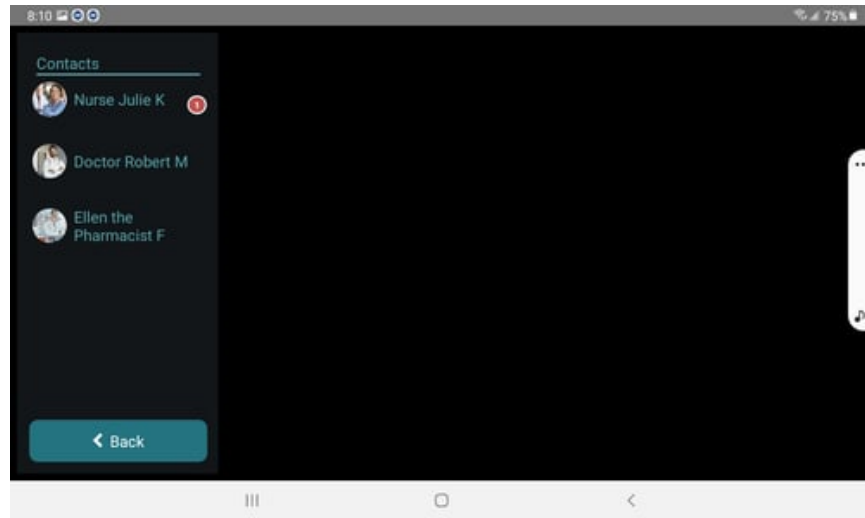 8:10
75%
Contacts
Nurse Julie K
1
Doctor Robert M
Ellen the
Pharmacist F
Back